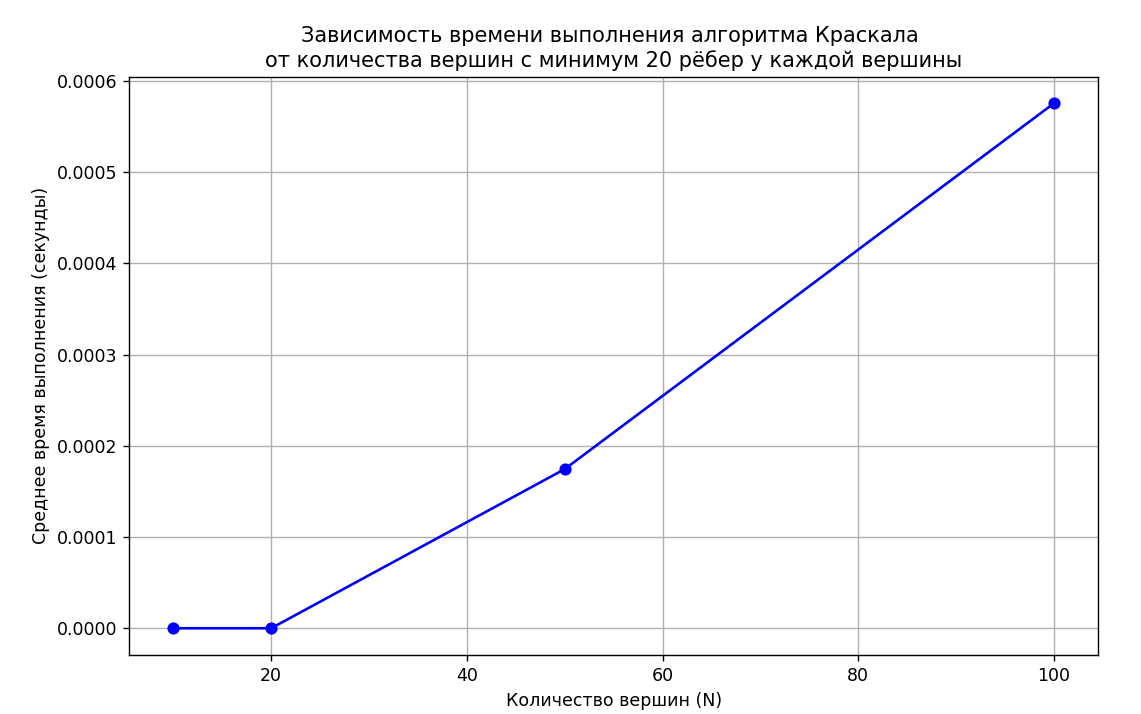 Зависимость времени выполнения алгоритма Краскала
от количества вершин с минимум 20 рёбер у каждой вершины
Среднее время выполнения (секунды)
0.0006
0.0005
0.0004
0.0003
0.0002
0.0001
0.0000
20 40 60 80 100
Количество вершин (N)